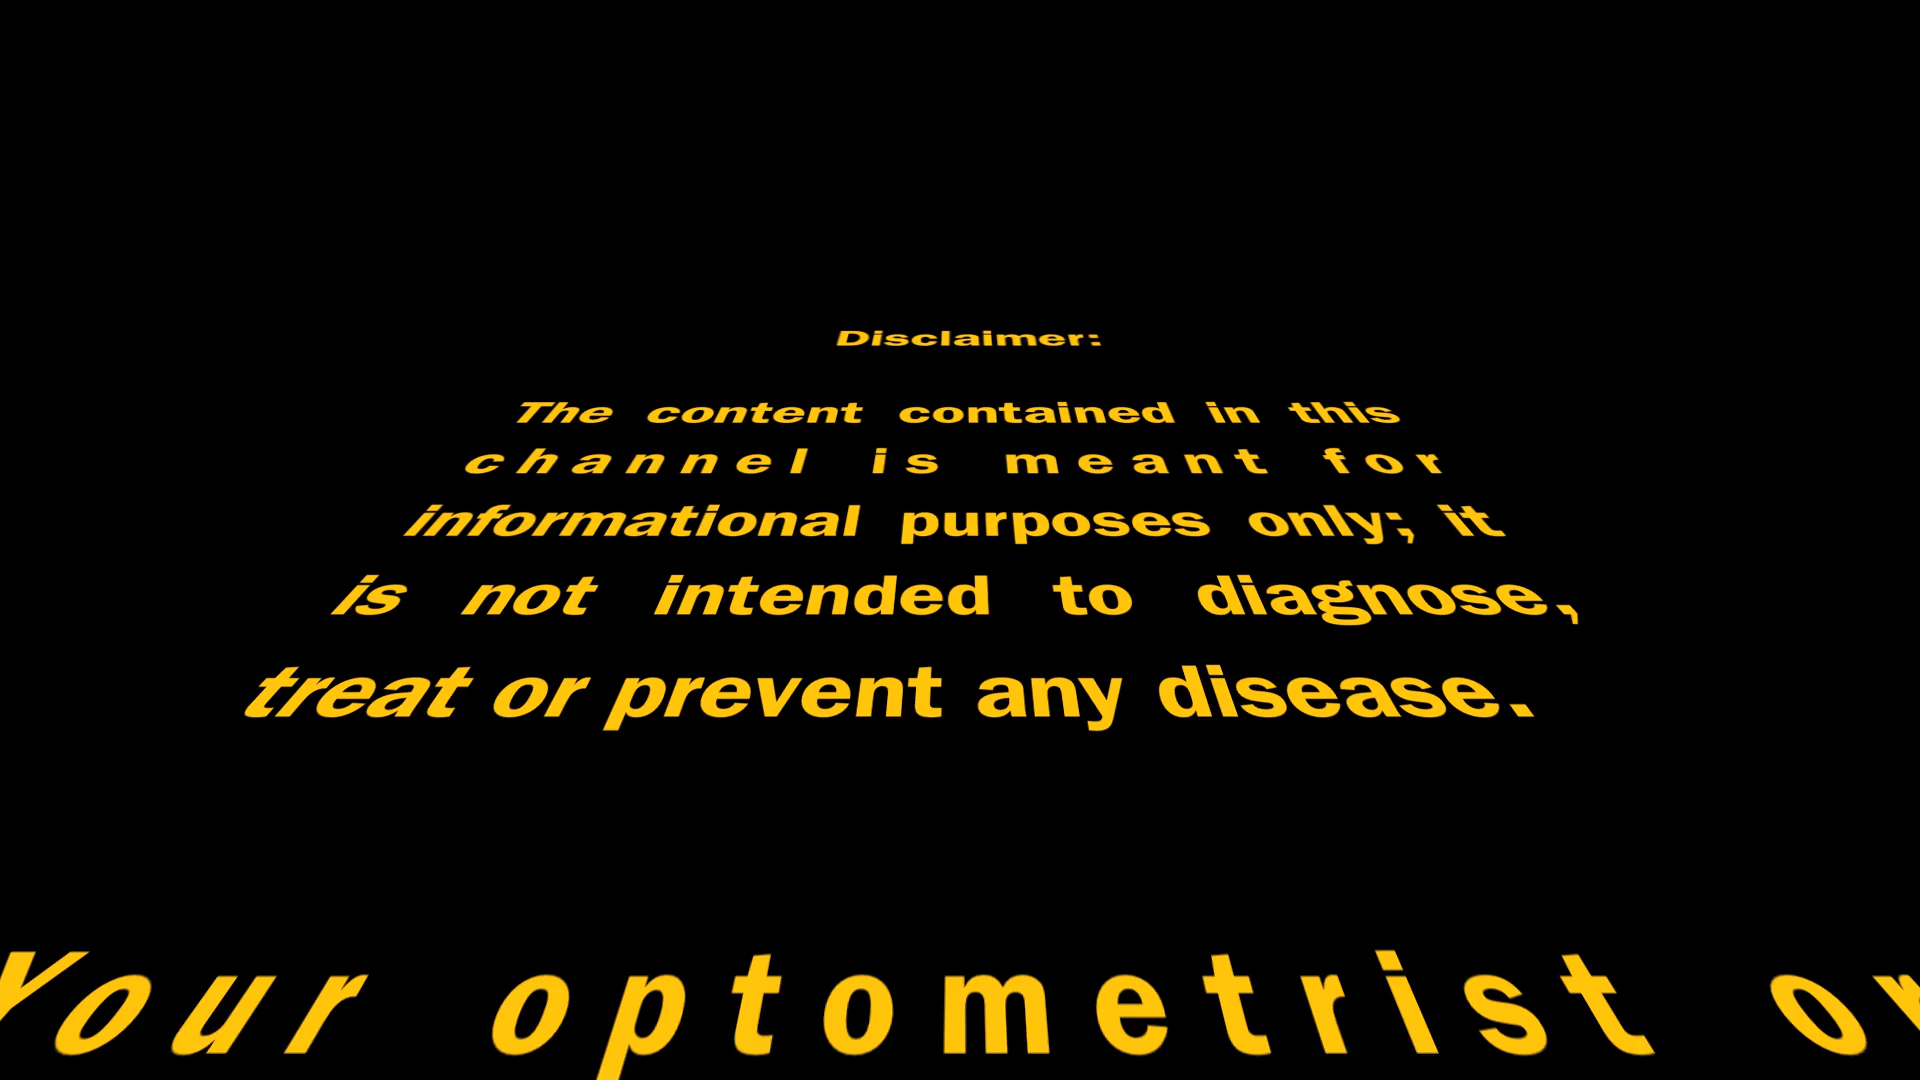 Disclaimer:
The content contained in this
channel is meant for
informational purposes only; it
is not intended to diagnose,
treat or prevent any disease.
Your optometrist or